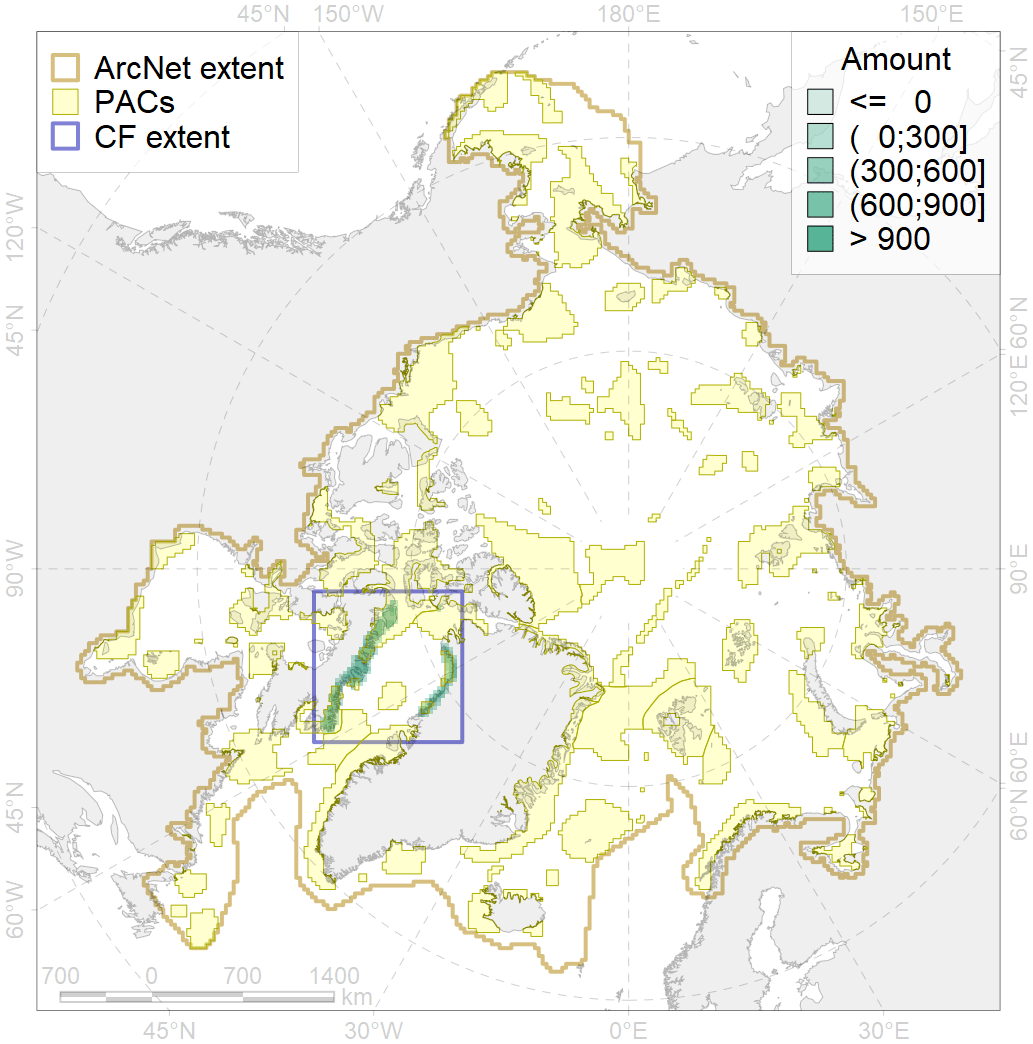 45°N 150°W 180°E 150°E
ArcNet extent
PACs
CF extent
Amount
<= 0
( 0;300]
(300;600]
(600;900]
> 900
45°N
120°W
45°N
60°N
120°E
90°W
90°E
45°N
60°N
60°W
60°E
700 0 700 1400
km
45°N 30°W 0°E 30°E